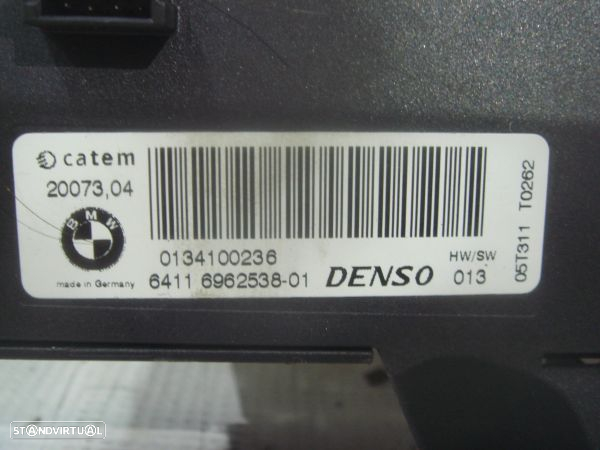 catem
20073,04
BMW
made in Germany
0134100236
6411 6962538-01
DENSO
HW/SW
013
05T311 T0262
STANDVIRTUAL